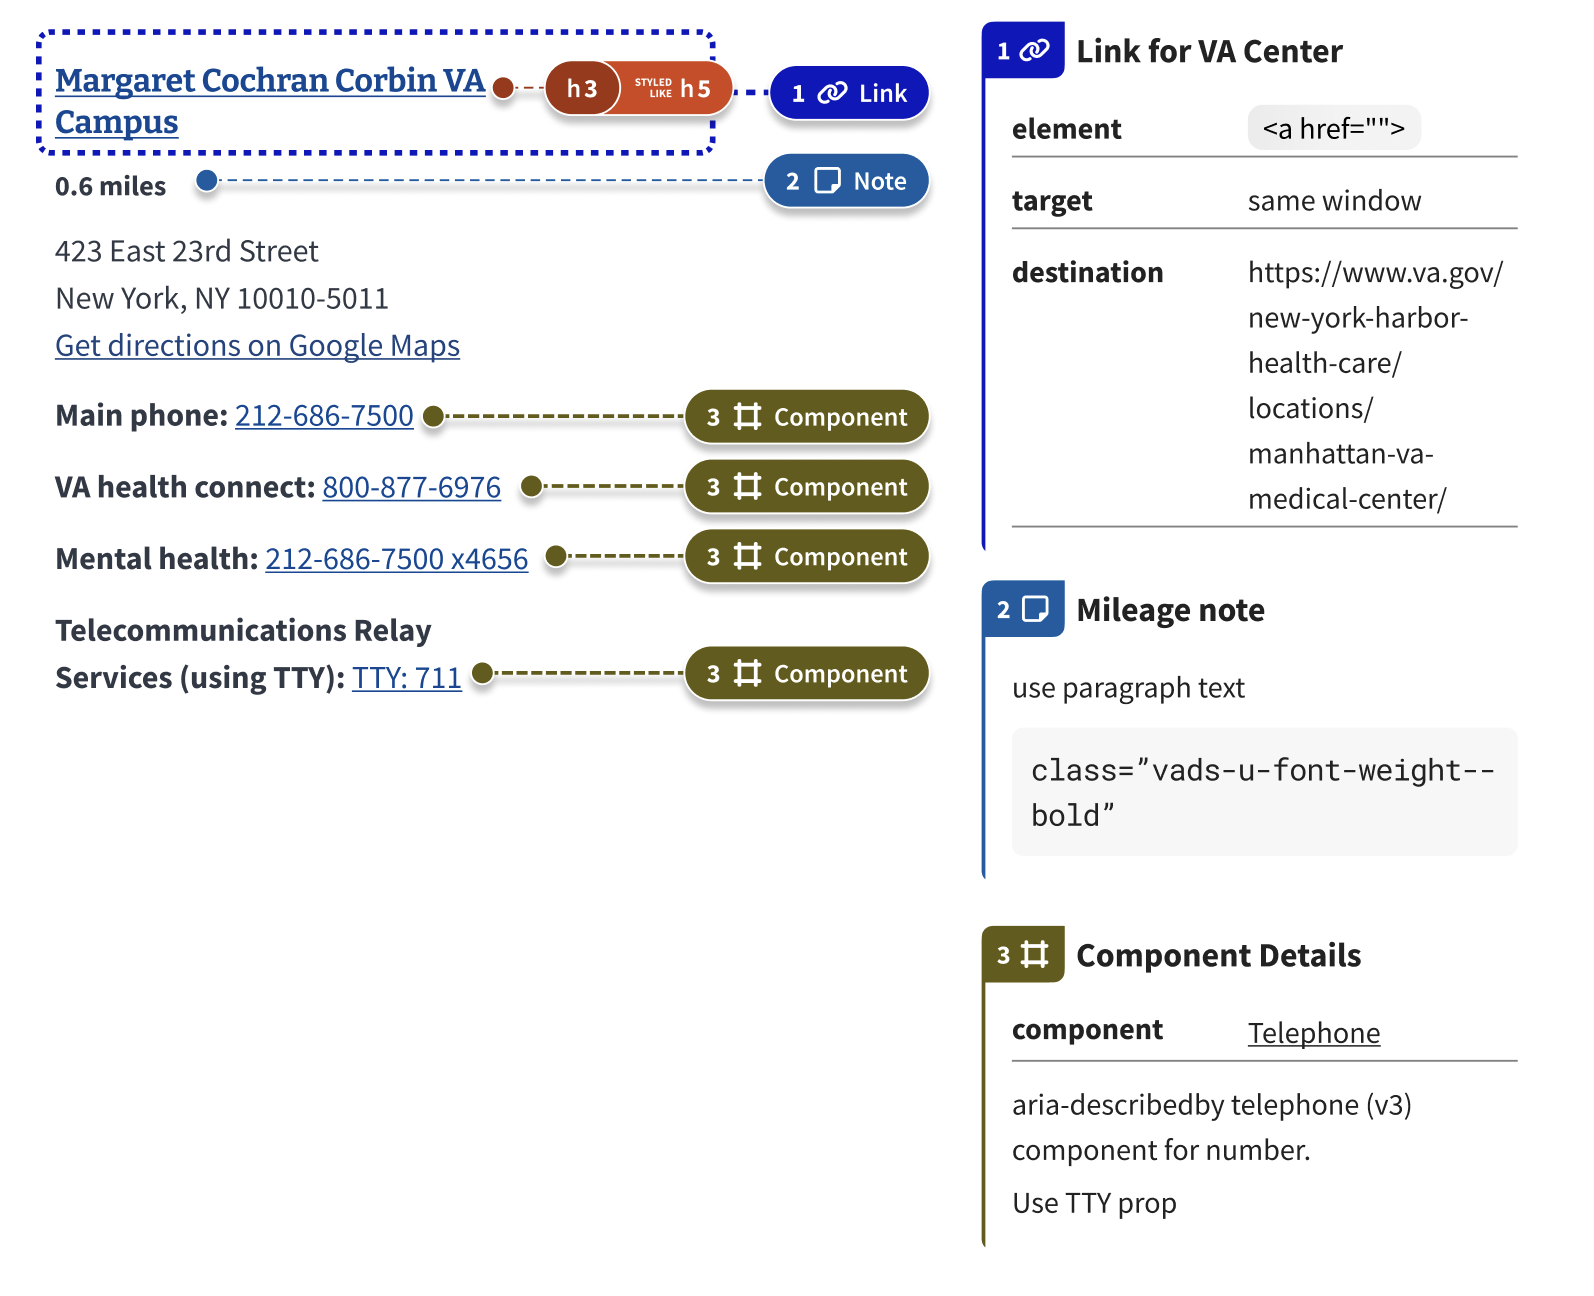 Margaret Cochran Corbin VA
Campus
h3 STYLED LIKE h5
1 Link
0.6 miles
2 Note
423 East 23rd Street
New York, NY 10010-5011
Get directions on Google Maps
Main phone: 212-686-7500
3 Component
VA health connect: 800-877-6976
3 Component
Mental health: 212-686-7500 x4656
3 Component
Telecommunications Relay
Services (using TTY): TTY: 711
3 Component
1 Link for VA Center
element <a href="">
target same window
destination https://www.va.gov/
new-york-harbor-
health-care/
locations/
manhattan-va-
medical-center/
2 Mileage note
use paragraph text
class=”vads-u-font-weight--
bold”
3 Component Details
component Telephone
aria-describedby telephone (v3)
component for number.
Use TTY prop